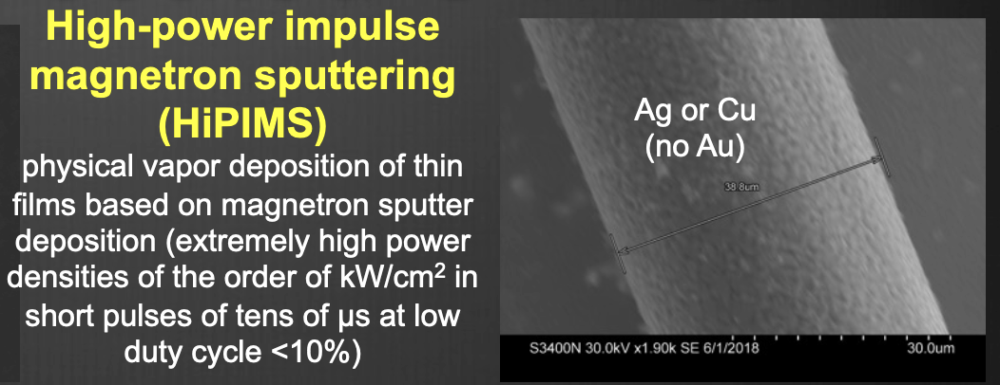 High-power impulse
magnetron sputtering
(HiPIMS)
physical vapor deposition of thin
films based on magnetron sputter
deposition (extremely high power
densities of the order of kW/cm² in
short pulses of tens of µs at low
duty cycle <10%)
Ag or Cu
(no Au)
38.8um
S3400N 30.0kV x1.90k SE 6/1/2018
30.0um